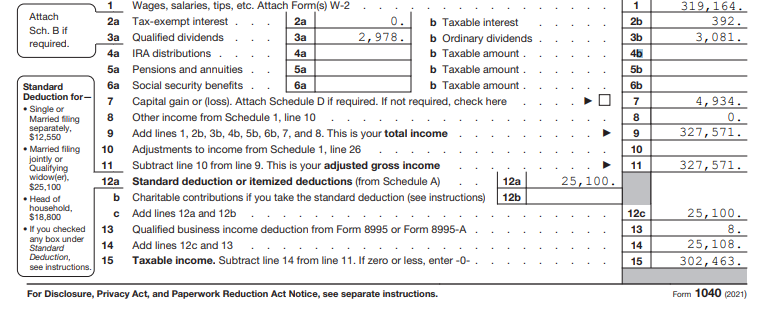 Attach
Sch. B if
required.
1 Wages, salaries, tips, etc. Attach Form(s) W-2 . . . . . . . . . . . . . . . . 1 319,164.
2a Tax-exempt interest . . . 2a 0. b Taxable interest . . . . . 2b 392.
3a Qualified dividends . . . 3a 2,978. b Ordinary dividends . . . . . 3b 3,081.
4a IRA distributions . . . . 4a b Taxable amount . . . . . . 4b
5a Pensions and annuities . . 5a b Taxable amount . . . . . . 5b
6a Social security benefits . . 6a b Taxable amount . . . . . . 6b
Standard
Deduction for—
• Single or
Married filing
separately,
$12,550
• Married filing
jointly or
Qualifying
widow(er),
$25,100
• Head of
household,
$18,800
• If you checked
any box under
Standard
Deduction,
see instructions.
7 Capital gain or (loss). Attach Schedule D if required. If not required, check here . . . . ▶ ☐ 7 4,934.
8 Other income from Schedule 1, line 10 . . . . . . . . . . . . . . . . . . 8 0.
9 Add lines 1, 2b, 3b, 4b, 5b, 6b, 7, and 8. This is your total income . . . . . . . . . ▶ 9 327,571.
10 Adjustments to income from Schedule 1, line 26 . . . . . . . . . . . . . . . 10
11 Subtract line 10 from line 9. This is your adjusted gross income . . . . . . . . . ▶ 11 327,571.
12a Standard deduction or itemized deductions (from Schedule A) . . 12a 25,100.
b Charitable contributions if you take the standard deduction (see instructions) 12b
c Add lines 12a and 12b . . . . . . . . . . . . . . . . . . . . . . . 12c 25,100.
13 Qualified business income deduction from Form 8995 or Form 8995-A . . . . . . . . . 13 8.
14 Add lines 12c and 13 . . . . . . . . . . . . . . . . . . . . . . . 14 25,108.
15 Taxable income. Subtract line 14 from line 11. If zero or less, enter -0- . . . . . . . . . 15 302,463.
For Disclosure, Privacy Act, and Paperwork Reduction Act Notice, see separate instructions. Form 1040 (2021)